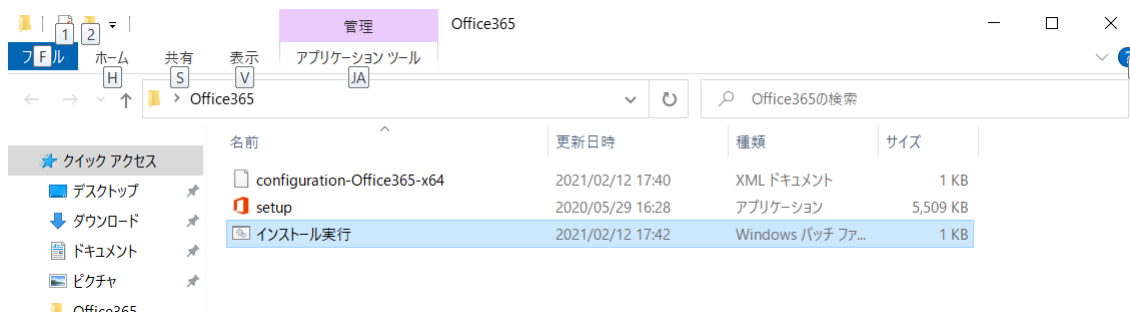 管理 Office365
1 2
ファイル ホーム 共有 表示 アプリケーション ツール
F H S V JA
Office365 Office365の検索
名前 更新日時 種類 サイズ
クイック アクセス
configuration-Office365-x64 2021/02/12 17:40 XML ドキュメント 1 KB
デスクトップ
setup 2020/05/29 16:28 アプリケーション 5,509 KB
ダウンロード
インストール実行 2021/02/12 17:42 Windows バッチ ファ... 1 KB
ドキュメント
ピクチャ
Office365